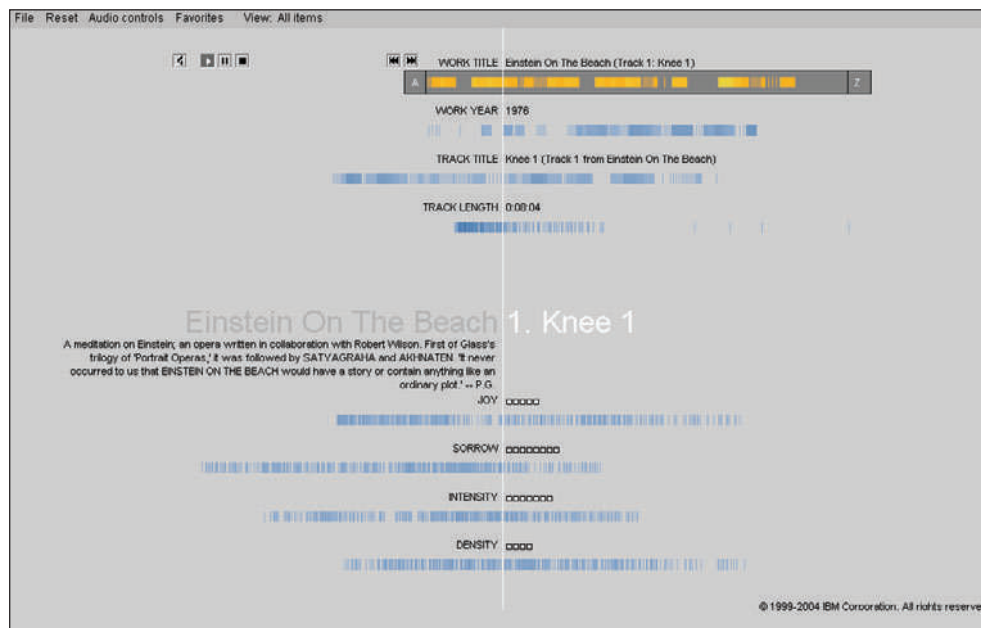 File Reset Audio controls Favorites View: All items
WORK TITLE Einstein On The Beach (Track 1: Knee 1)
A Z
WORK YEAR 1976
TRACK TITLE Knee 1 (Track 1 from Einstein On The Beach)
TRACK LENGTH 0:08:04
Einstein On The Beach 1. Knee 1
A meditation on Einstein; an opera written in collaboration with Robert Wilson. First of Glass's
trilogy of 'Portrait Operas,' it was followed by SATYAGRAHA and AKHNATEN. 'It never
occurred to us that EINSTEIN ON THE BEACH would have a story or contain anything like an
ordinary plot.' -- P.G.
JOY
SORROW
INTENSITY
DENSITY
© 1999-2004 IBM Corporation. All rights reserve